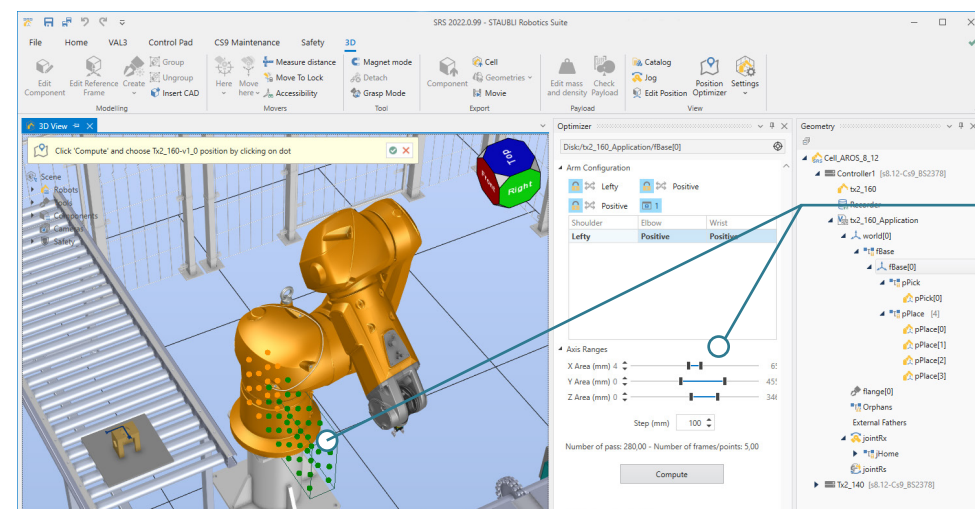 SRS 2022.0.99 - STAUBLI Robotics Suite
File Home VAL3 Control Pad CS9 Maintenance Safety 3D
Edit Component
Edit Reference Frame
Create
Group
Ungroup
Insert CAD
Modelling
Here
Move here
Measure distance
Move To Lock
Accessibility
Movers
Magnet mode
Detach
Grasp Mode
Tool
Component
Cell
Geometries
Movie
Export
Edit mass and density
Check Payload
Payload
Catalog
Jog
Edit Position
Position Optimizer
Settings
View
3D View
Click 'Compute' and choose Tx2_160-v1_0 position by clicking on dot
Scene
Robots
Tools
Components
Cameras
Safety
Top
Front
Right
Optimizer
Disk:/tx2_160_Application/fBase[0]
Arm Configuration
Lefty Positive
Positive 1
Shoulder Elbow Wrist
Lefty Positive Positive
Axis Ranges
X Area (mm) 4
Y Area (mm) 0
Z Area (mm) 0
Step (mm) 100
Number of pass: 280,00 - Number of frames/points: 5,00
Compute
Geometry
Cell_AROS_8_12
Controller1 [s8.12-Cs9_BS2378]
tx2_160
Recorder
tx2_160_Application
world[0]
fBase
fBase[0]
pPick
pPick[0]
pPlace [4]
pPlace[0]
pPlace[1]
pPlace[2]
pPlace[3]
flange[0]
Orphans
External Fathers
jointRx
jHome
jointRs
Tx2_140 [s8.12-Cs9_BS2378]